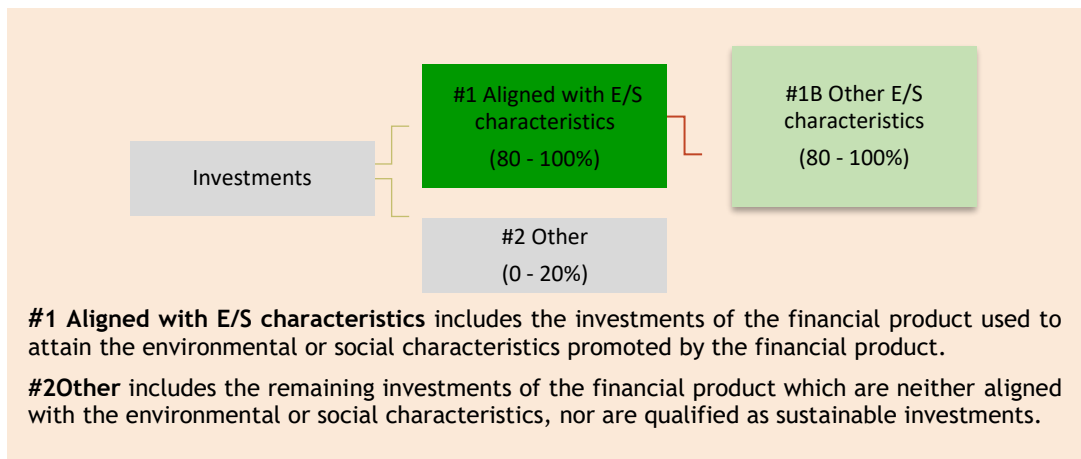 #1 Aligned with E/S
characteristics
(80 - 100%)
#1B Other E/S
characteristics
(80 - 100%)
Investments
#2 Other
(0 - 20%)
#1 Aligned with E/S characteristics includes the investments of the financial product used to
attain the environmental or social characteristics promoted by the financial product.
#2Other includes the remaining investments of the financial product which are neither aligned
with the environmental or social characteristics, nor are qualified as sustainable investments.